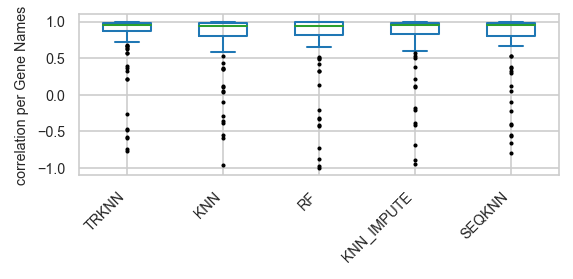 correlation per Gene Names
1.0
0.5
0.0
−0.5
−1.0
TRKNN
KNN
RF
KNN_IMPUTE
SEQKNN